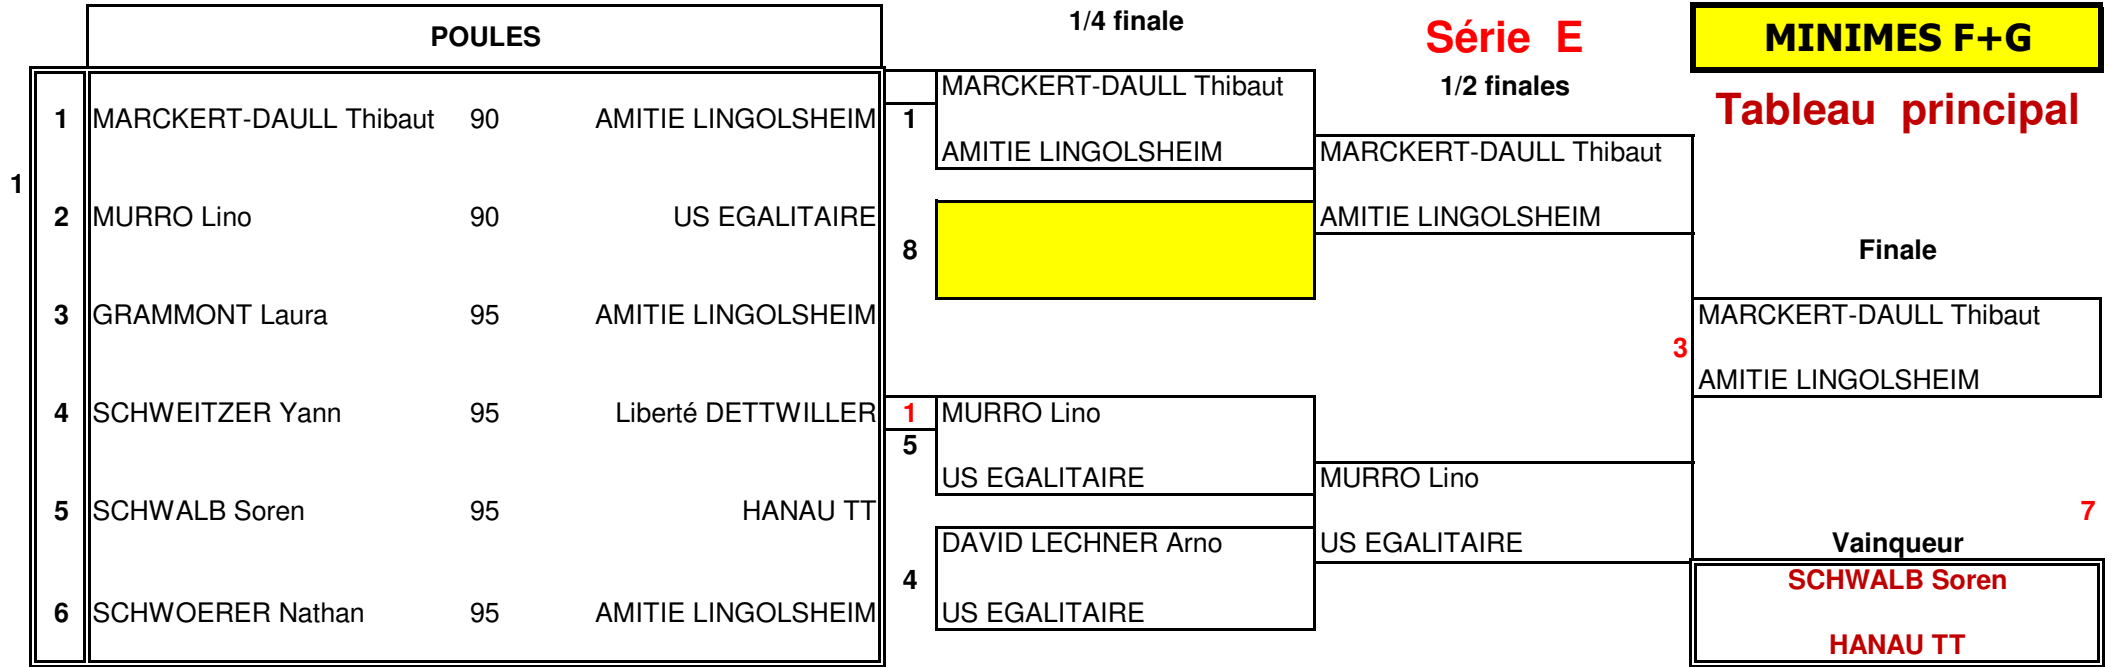 POULES
1/4 finale
Série E
MINIMES F+G
1/2 finales
Tableau principal
1
1 MARCKERT-DAULL Thibaut 90 AMITIE LINGOLSHEIM
2 MURRO Lino 90 US EGALITAIRE
3 GRAMMONT Laura 95 AMITIE LINGOLSHEIM
4 SCHWEITZER Yann 95 Liberté DETTWILLER
5 SCHWALB Soren 95 HANAU TT
6 SCHWOERER Nathan 95 AMITIE LINGOLSHEIM
MARCKERT-DAULL Thibaut
1
AMITIE LINGOLSHEIM
8
1 MURRO Lino
5
US EGALITAIRE
DAVID LECHNER Arno
4
US EGALITAIRE
MARCKERT-DAULL Thibaut
AMITIE LINGOLSHEIM
MURRO Lino
US EGALITAIRE
Finale
MARCKERT-DAULL Thibaut
3
AMITIE LINGOLSHEIM
7
Vainqueur
SCHWALB Soren
HANAU TT